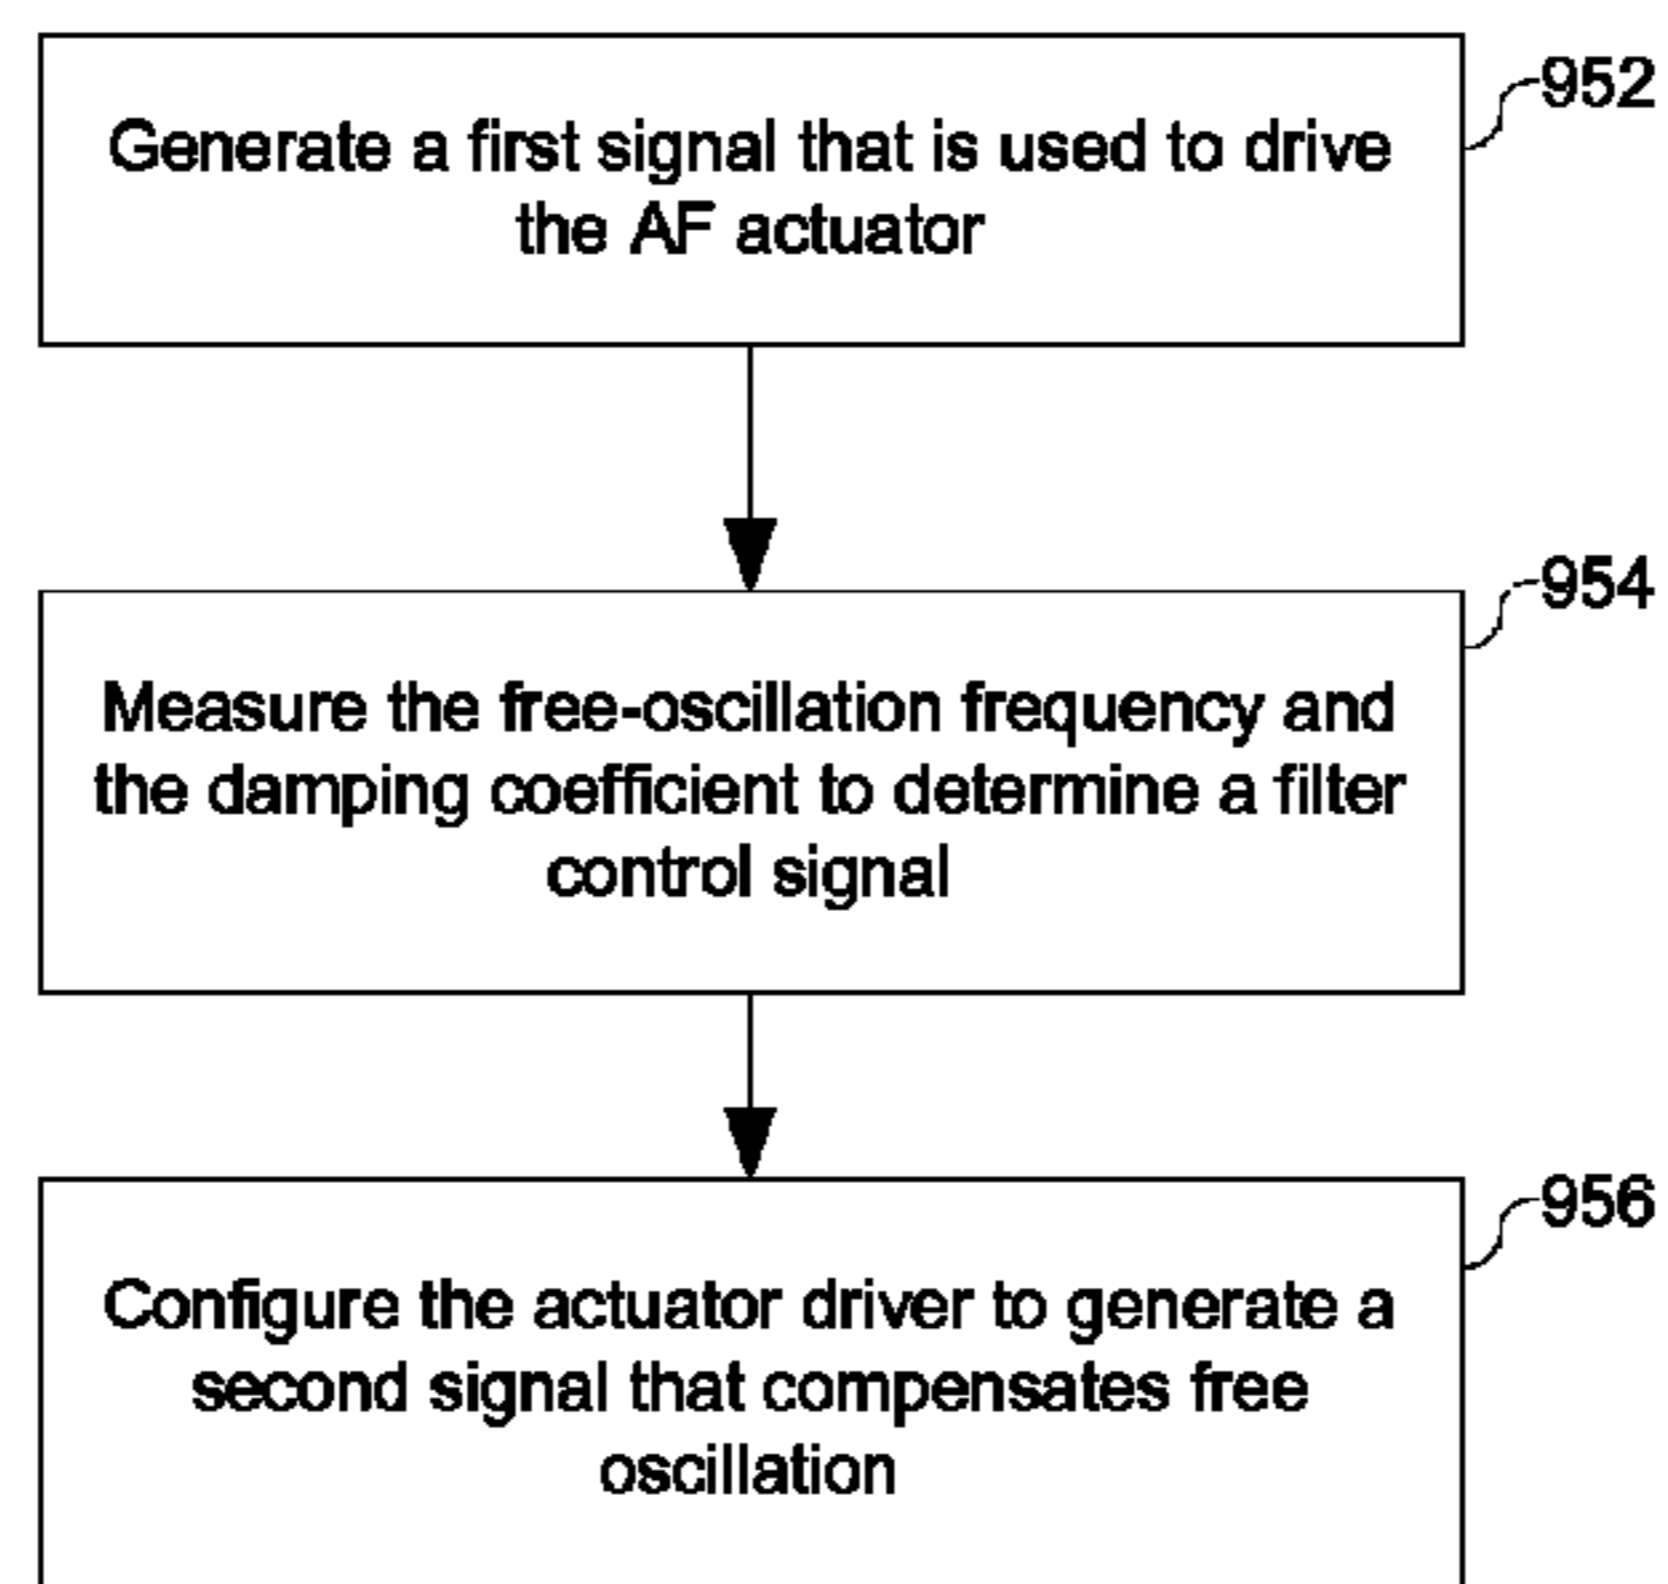 952
Generate a first signal that is used to drive
the AF actuator
954
Measure the free-oscillation frequency and
the damping coefficient to determine a filter
control signal
956
Configure the actuator driver to generate a
second signal that compensates free
oscillation